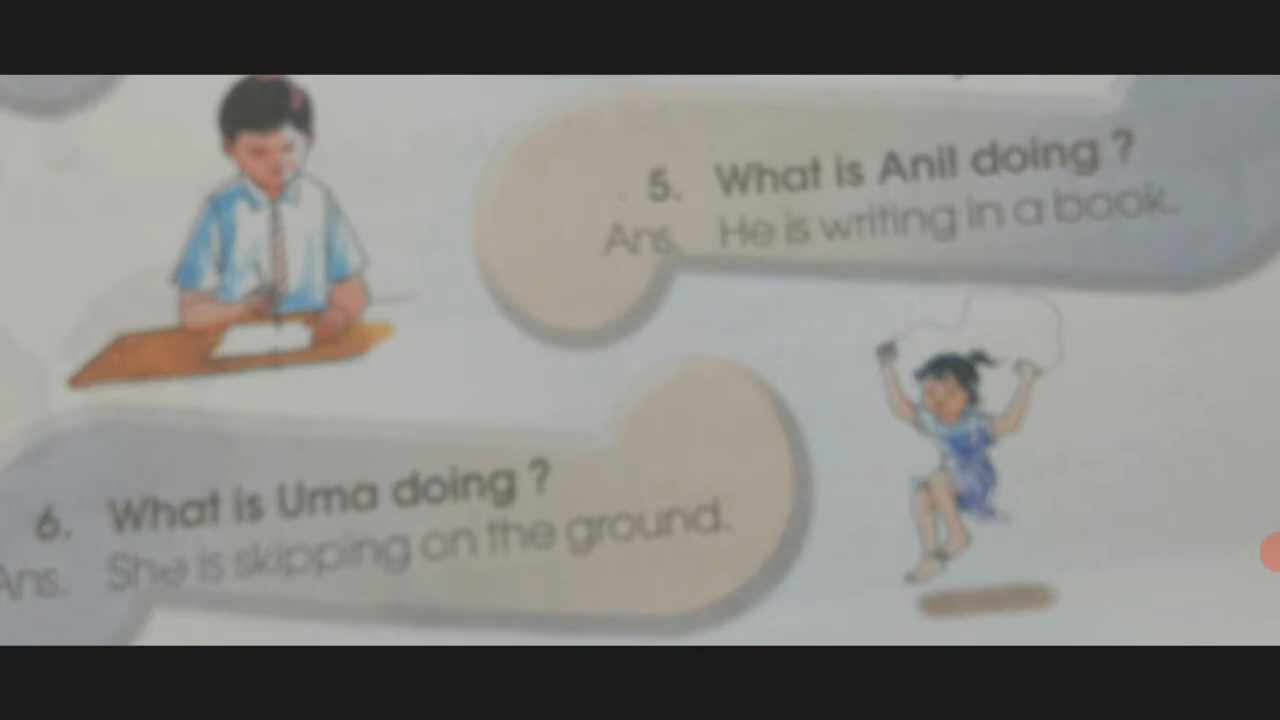 5. What is Anil doing ?
Ans. He is writing in a book.
6. What is Uma doing ?
Ans. She is skipping on the ground.